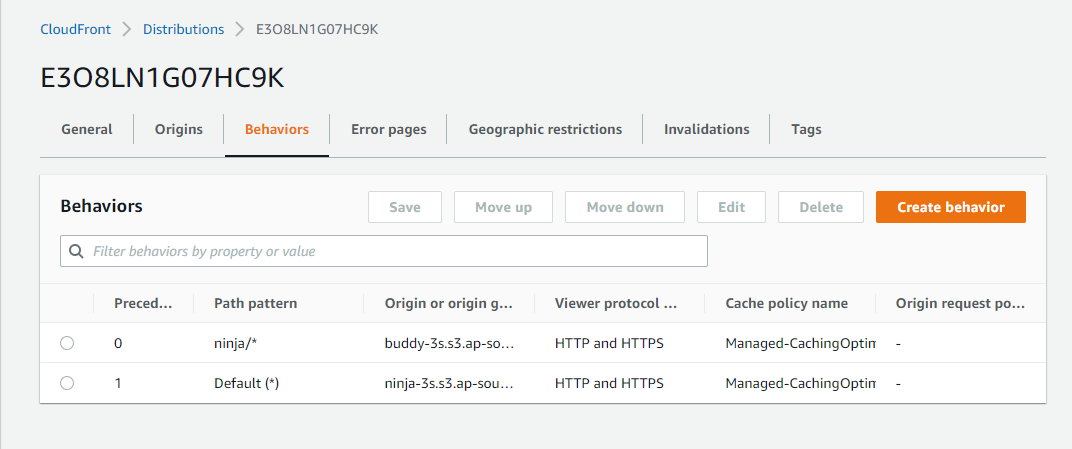 CloudFront > Distributions > E3O8LN1G07HC9K
E3O8LN1G07HC9K
General Origins Behaviors Error pages Geographic restrictions Invalidations Tags
Behaviors Save Move up Move down Edit Delete Create behavior
Filter behaviors by property or value
Preced... Path pattern Origin or origin g... Viewer protocol ... Cache policy name Origin request po...
0 ninja/* buddy-3s.s3.ap-so... HTTP and HTTPS Managed-CachingOptim -
1 Default (*) ninja-3s.s3.ap-sou... HTTP and HTTPS Managed-CachingOptim -